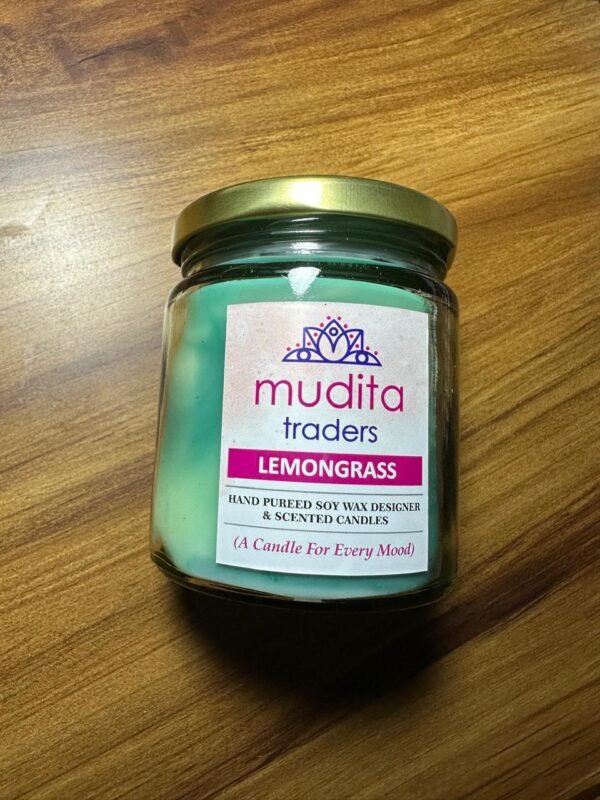 mudita
traders
LEMONGRASS
HAND PUREED SOY WAX DESIGNER
& SCENTED CANDLES
(A Candle For Every Mood)